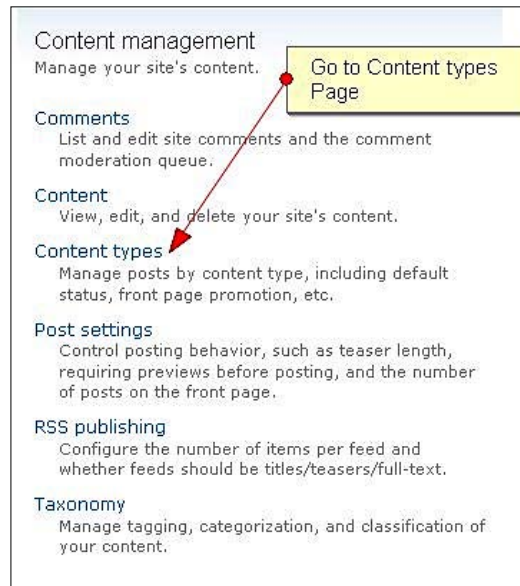 Content management
Manage your site's content.
Go to Content types
Page
Comments
List and edit site comments and the comment
moderation queue.
Content
View, edit, and delete your site's content.
Content types
Manage posts by content type, including default
status, front page promotion, etc.
Post settings
Control posting behavior, such as teaser length,
requiring previews before posting, and the number
of posts on the front page.
RSS publishing
Configure the number of items per feed and
whether feeds should be titles/teasers/full-text.
Taxonomy
Manage tagging, categorization, and classification of
your content.